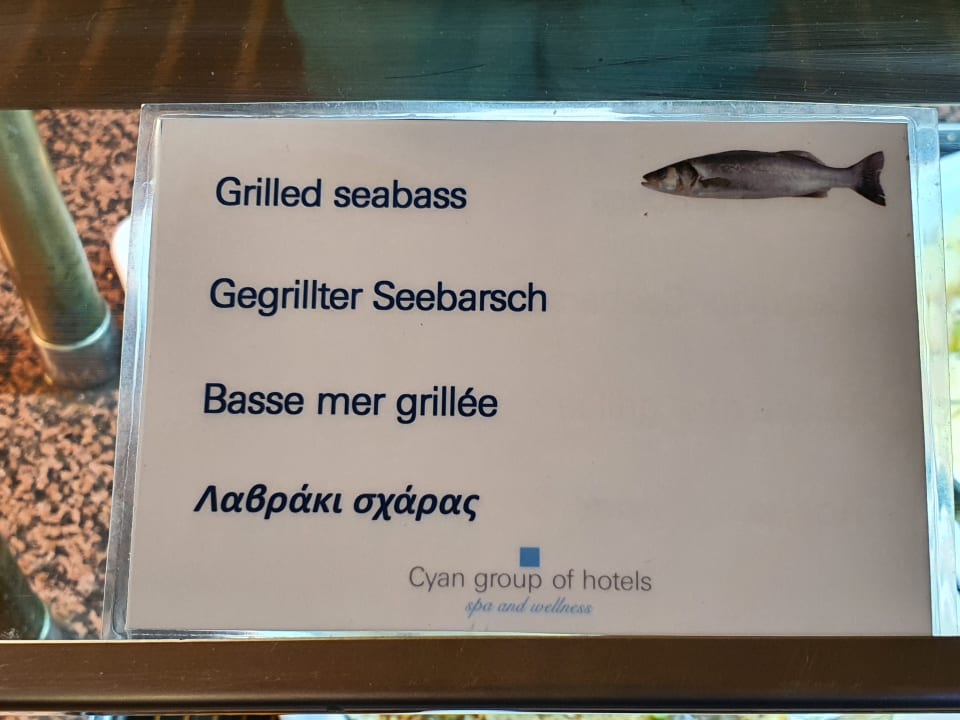 Grilled seabass
Gegrillter Seebarsch
Basse mer grillée
Λαβράκι σχάρας
Cyan group of hotels
spa and wellness